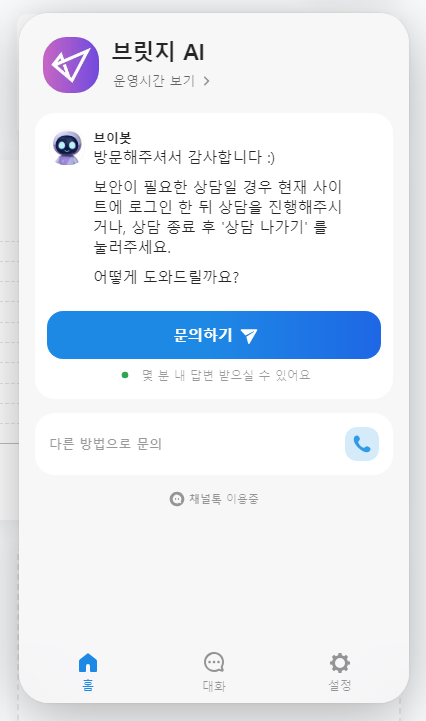 브릿지 AI
운영시간 보기
브이봇
방문해주셔서 감사합니다 :)
보안이 필요한 상담일 경우 현재 사이
트에 로그인 한 뒤 상담을 진행해주시
거나, 상담 종료 후 '상담 나가기' 를
눌러주세요.
어떻게 도와드릴까요?
문의하기
몇 분 내 답변 받으실 수 있어요
다른 방법으로 문의
채널톡 이용중
홈
대화
설정